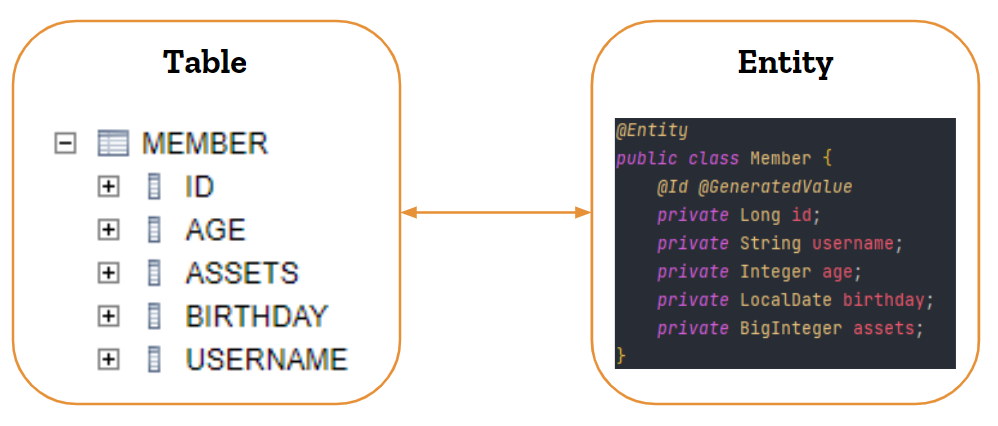 Table
MEMBER
ID
AGE
ASSETS
BIRTHDAY
USERNAME
Entity
@Entity
public class Member {
@Id @GeneratedValue
private Long id;
private String username;
private Integer age;
private LocalDate birthday;
private BigInteger assets;
}